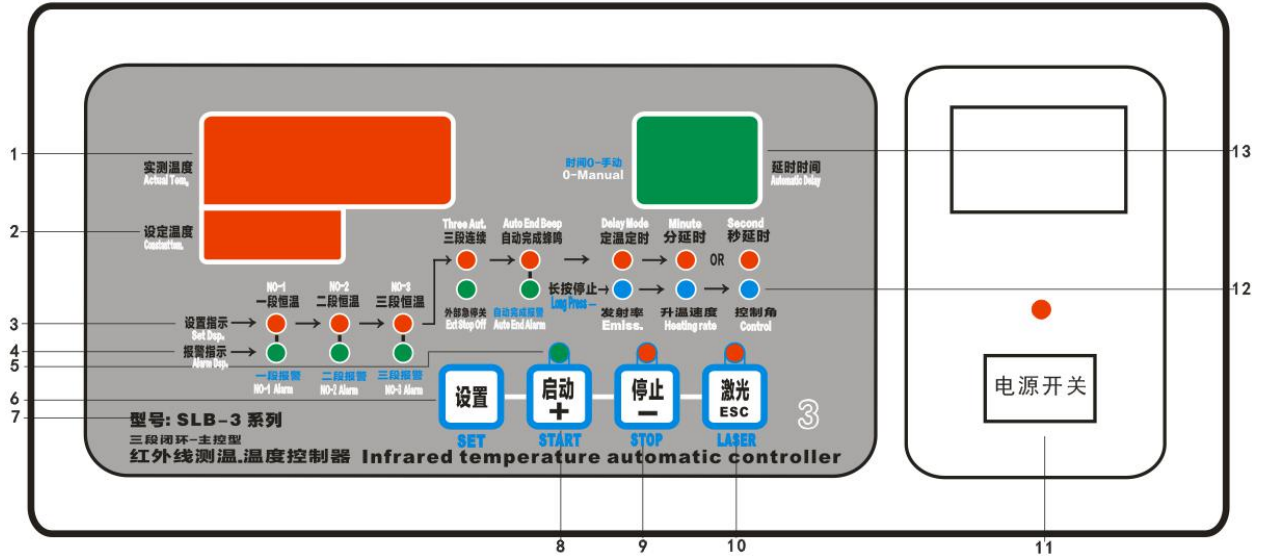 1
实测温度
Actual Tem.
时间0-手动
0-Manual
延时时间
Automatic Delay
13
2
设定温度
Constant tem.
Three Aut.
三段连续
Auto End Beep
自动完成蜂鸣
Delay Mode
定温定时
Minute
分延时
Second
秒延时
OR
NO-1
一段恒温
NO-2
二段恒温
NO-3
三段恒温
外部急停关
Ext Stop Off
自动完成报警
Auto End Alarm
长按停止→
Long Press —
发射率
Emiss.
升温速度
Heating rate
控制角
Control
12
3
设置指示
Set Dsp.
4
报警指示
Alarm Dsp.
5
一段报警
NO-1 Alarm
二段报警
NO-2 Alarm
三段报警
NO-3 Alarm
6
设置
启动
+
停止
—
激光
ESC
SET
START
STOP
LASER
3
电源开关
7
型号: SLB-3 系列
三段闭环-主控型
红外线测温.温度控制器 Infrared temperature automatic controller
8
9
10
11